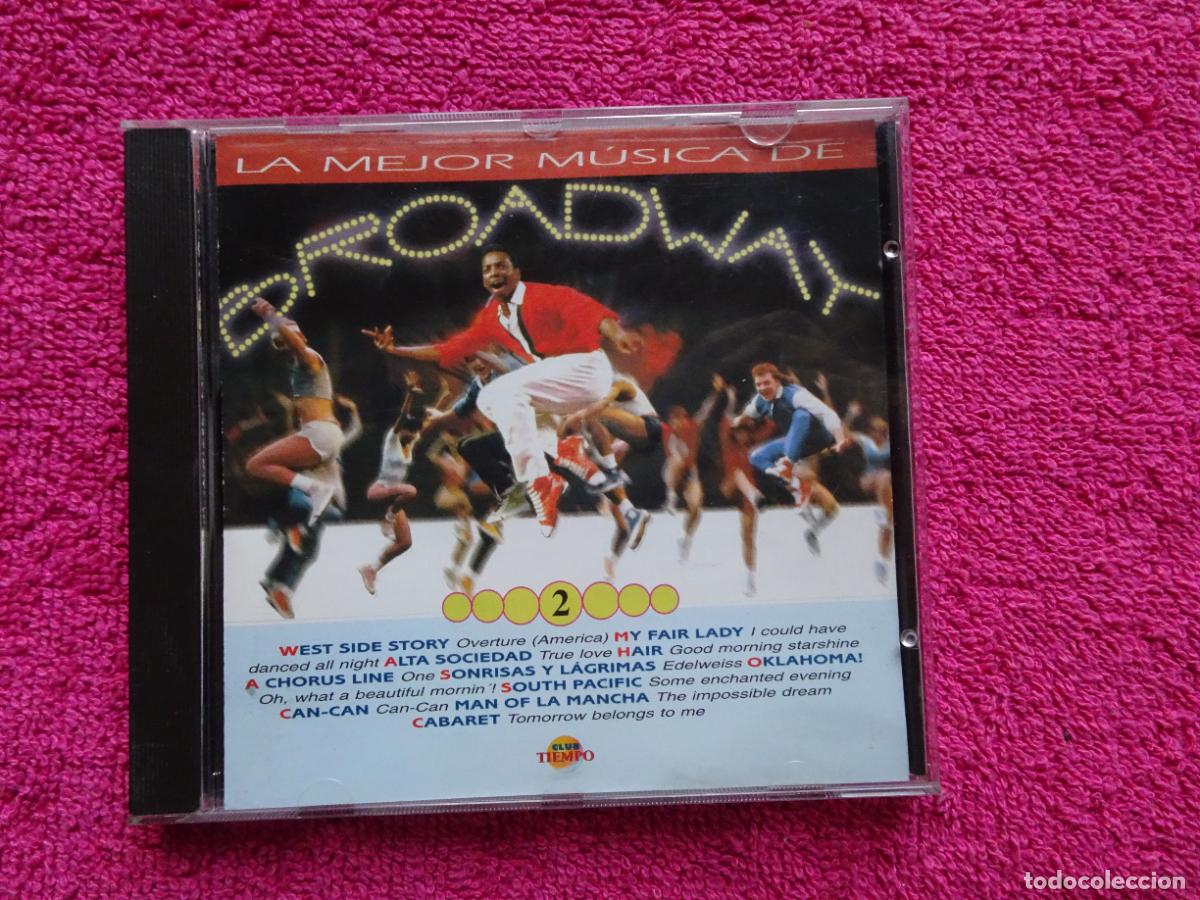 LA MEJOR MÚSICA DE
BROADWAY
2
WEST SIDE STORY Overture (America) MY FAIR LADY I could have
danced all night ALTA SOCIEDAD True love HAIR Good morning starshine
A CHORUS LINE One SONRISAS Y LÁGRIMAS Edelweiss OKLAHOMA!
Oh, what a beautiful mornin´! SOUTH PACIFIC Some enchanted evening
CAN-CAN Can-Can MAN OF LA MANCHA The impossible dream
CABARET Tomorrow belongs to me
CLUB
TIEMPO
todocoleccion